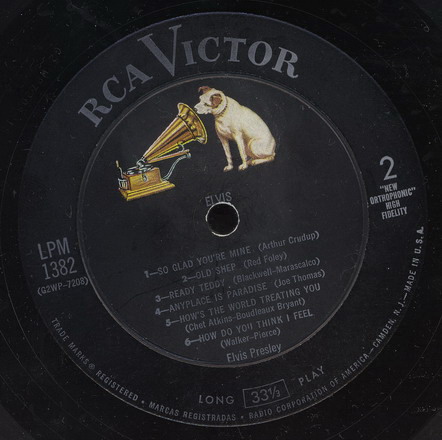 RCA VICTOR
ELVIS
2
"NEW
ORTHOPHONIC"
HIGH
FIDELITY
LPM
1382
(G2WP-7208)
1—SO GLAD YOU'RE MINE (Arthur Crudup)
2—OLD SHEP (Red Foley)
3—READY TEDDY (Blackwell-Marascalco)
4—ANYPLACE IS PARADISE (Joe Thomas)
5—HOW'S THE WORLD TREATING YOU
(Chet Atkins-Boudleaux Bryant)
6—HOW DO YOU THINK I FEEL
(Walker-Pierce)
Elvis Presley
LONG 33⅓ PLAY
TRADE MARKS ® REGISTERED • MARCAS REGISTRADAS • RADIO CORPORATION OF AMERICA—CAMDEN, N.J.—MADE IN U.S.A.